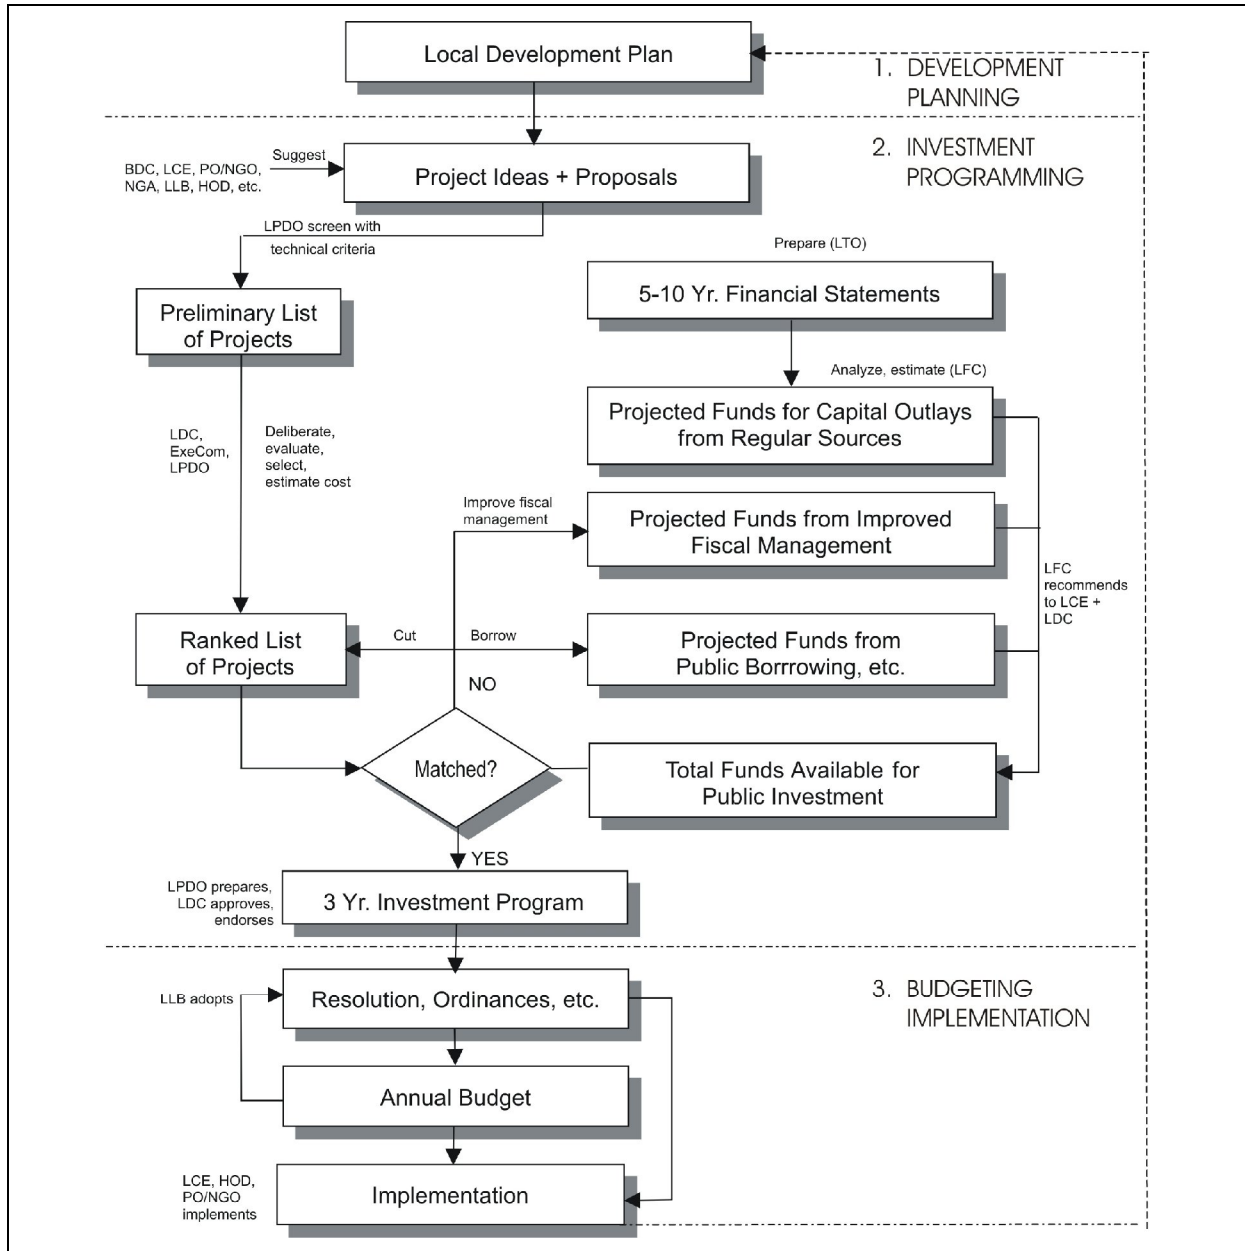 Local Development Plan
1. DEVELOPMENT
PLANNING
2. INVESTMENT
PROGRAMMING
Suggest
BDC, LCE, PO/NGO,
NGA, LLB, HOD, etc.
Project Ideas + Proposals
LPDO screen with
technical criteria
Prepare (LTO)
5-10 Yr. Financial Statements
Preliminary List
of Projects
Analyze, estimate (LFC)
Projected Funds for Capital Outlays
from Regular Sources
LDC,
ExeCom,
LPDO
Deliberate,
evaluate,
select,
estimate cost
Improve fiscal
management
Projected Funds from Improved
Fiscal Management
LFC
recommends
to LCE +
LDC
Ranked List
of Projects
Cut
Borrow
Projected Funds from
Public Borrrowing, etc.
NO
Matched?
Total Funds Available for
Public Investment
YES
LPDO prepares,
LDC approves,
endorses
3 Yr. Investment Program
3. BUDGETING
IMPLEMENTATION
LLB adopts
Resolution, Ordinances, etc.
Annual Budget
LCE, HOD,
PO/NGO
implements
Implementation